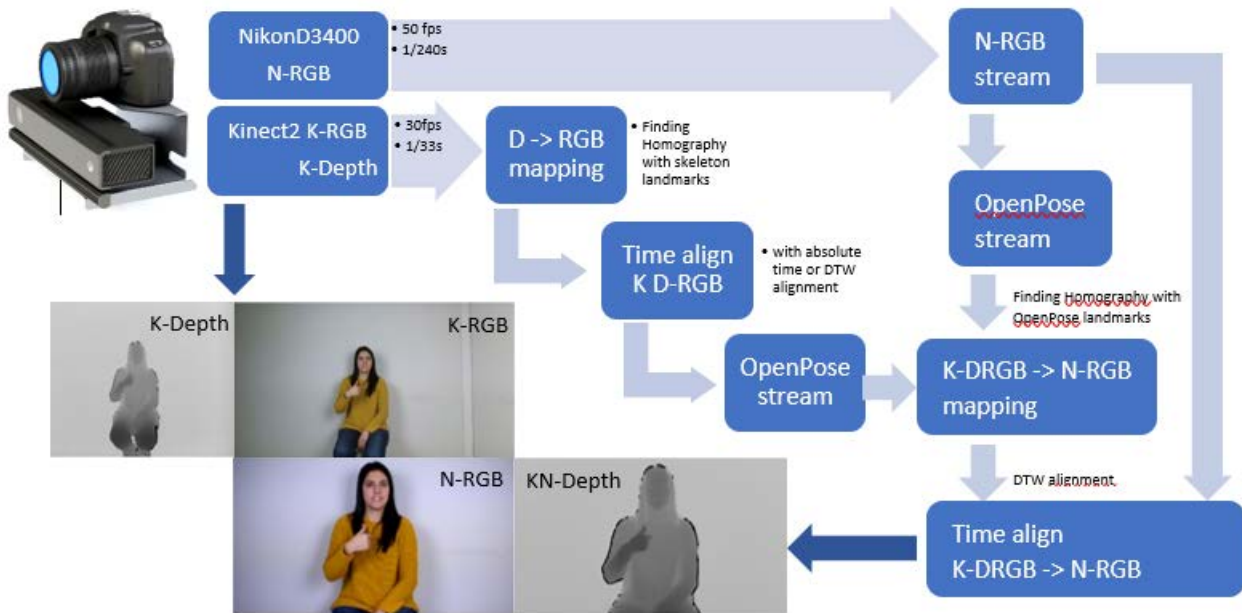 NikonD3400
N-RGB
• 50 fps
• 1/240s
N-RGB
stream
Kinect2 K-RGB
K-Depth
• 30fps
• 1/33s
D -> RGB
mapping
• Finding
Homography
with skeleton
landmarks
OpenPose
stream
Time align
K D-RGB
• with absolute
time or DTW
alignment
Finding Homography with
OpenPose landmarks
K-Depth
K-RGB
OpenPose
stream
K-DRGB -> N-RGB
mapping
N-RGB
KN-Depth
DTW alignment
Time align
K-DRGB -> N-RGB